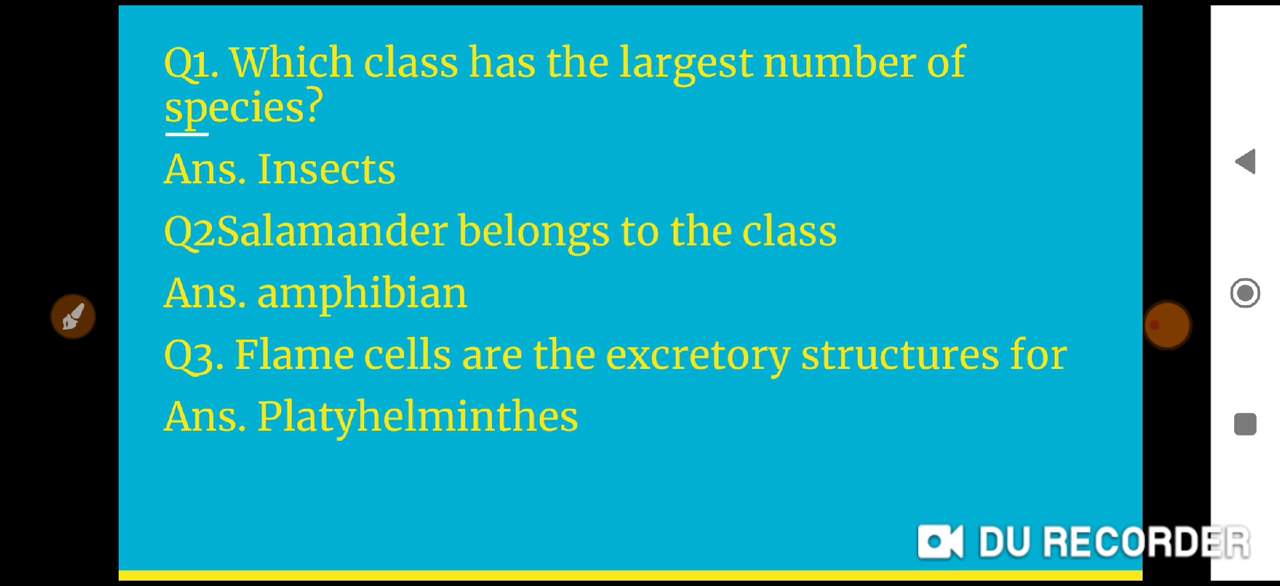 Q1. Which class has the largest number of
species?
Ans. Insects
Q2Salamander belongs to the class
Ans. amphibian
Q3. Flame cells are the excretory structures for
Ans. Platyhelminthes
DU RECORDER